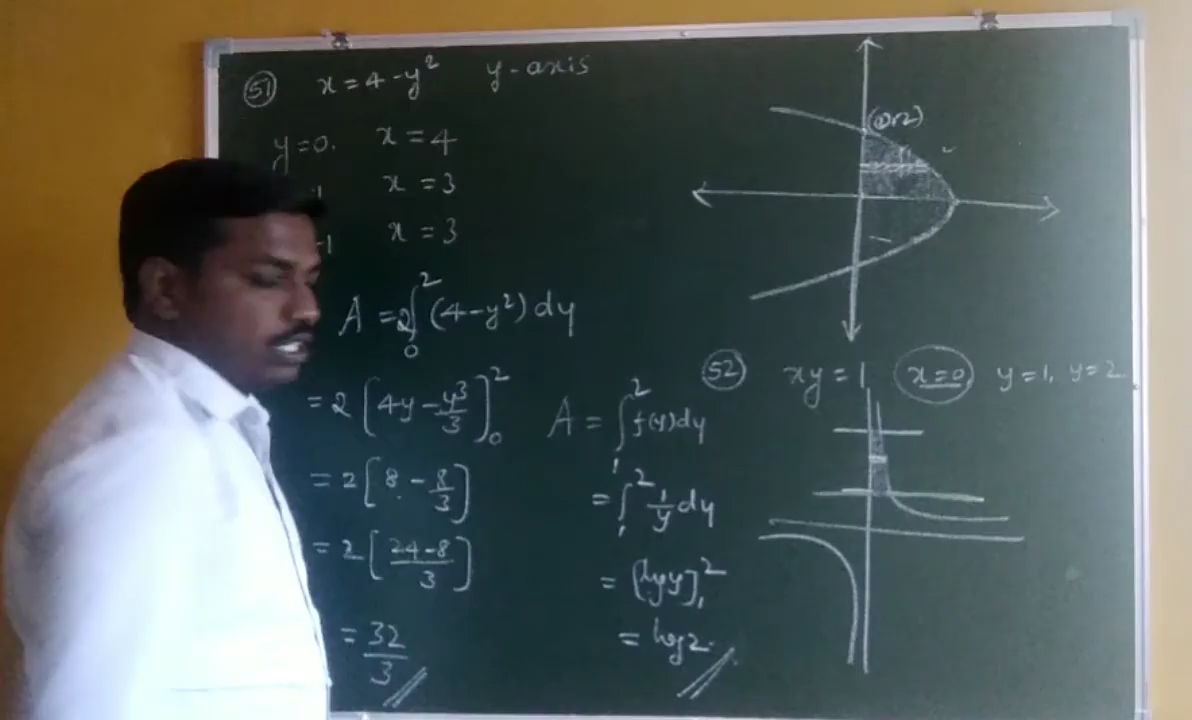 51 x = 4 - y² y-axis
y = 0. x = 4
x = 3
-1 x = 3
A = 2∫₀² (4 - y²) dy
= 2 [4y - y³/3]₀²
= 2 [8 - 8/3]
= 2 [24-8/3]
= 32/3
52 xy = 1 x = 0 y = 1, y = 2
A = ∫₁² f(y) dy
= ∫₁² 1/y dy
= [log y]₁²
= log 2.